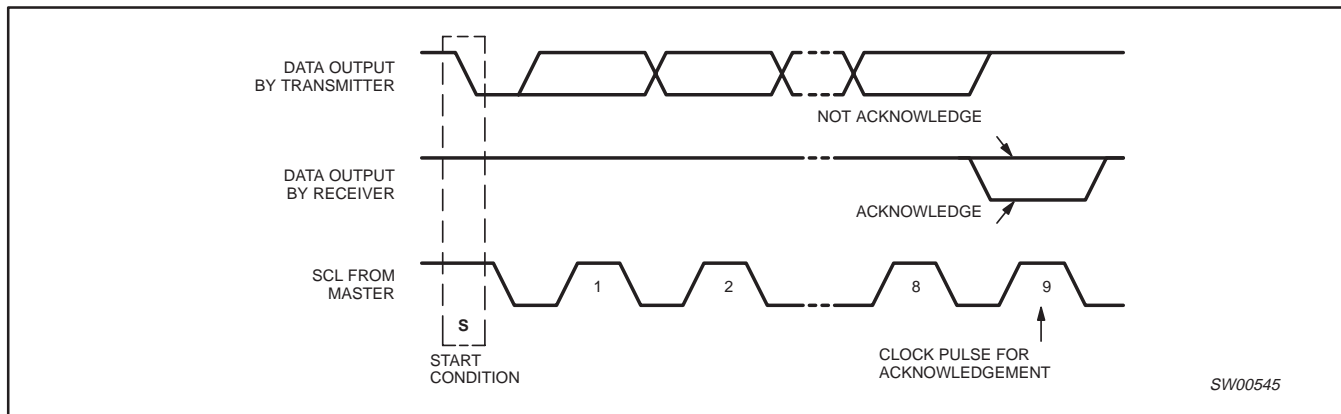 DATA OUTPUT
BY TRANSMITTER
NOT ACKNOWLEDGE
DATA OUTPUT
BY RECEIVER
ACKNOWLEDGE
SCL FROM
MASTER
1
2
8
9
S
START
CONDITION
CLOCK PULSE FOR
ACKNOWLEDGEMENT
SW00545